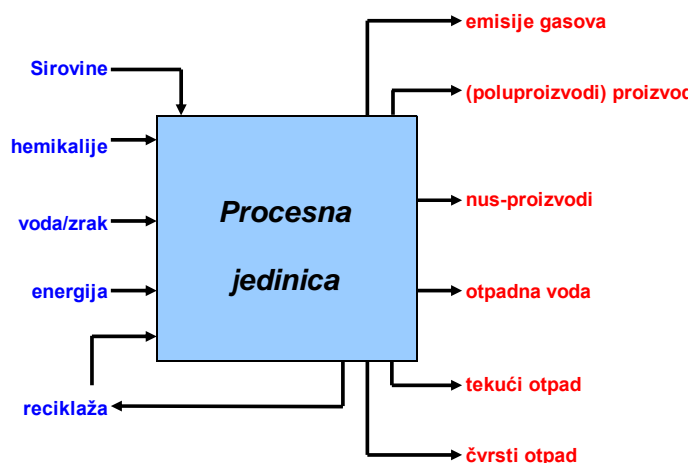 emisije gasova
Sirovine
(poluproizvodi) proizvod
hemikalije
Procesna
nus-proizvodi
voda/zrak
jedinica
energija
otpadna voda
tekući otpad
reciklaža
čvrsti otpad